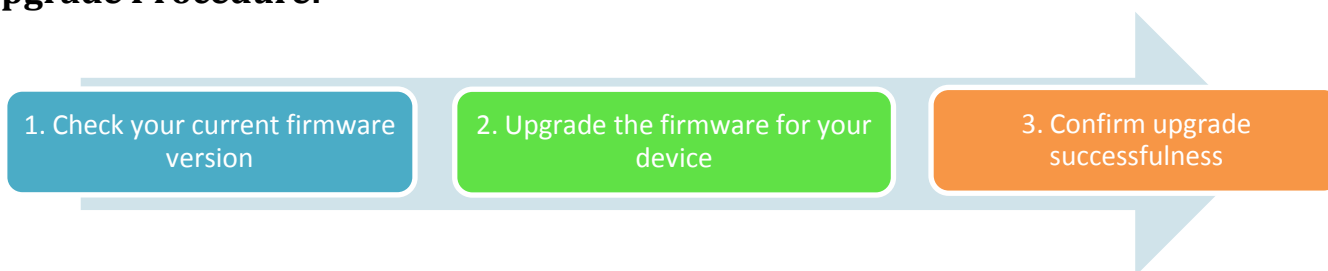 pgrade Procedure:
1. Check your current firmware
version
2. Upgrade the firmware for your
device
3. Confirm upgrade
successfulness